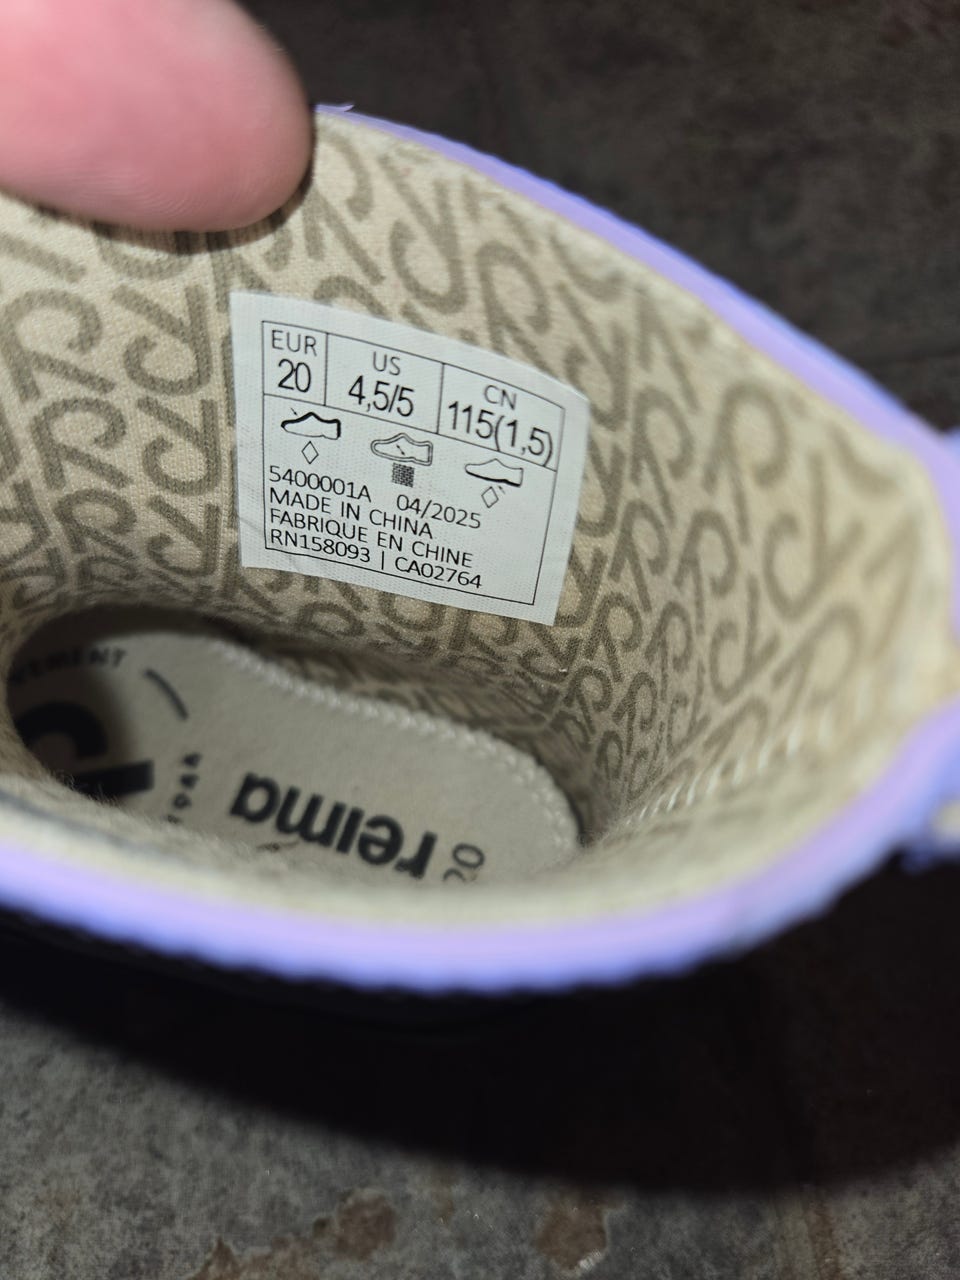 EUR US CN
20 4,5/5 115(1,5)
5400001A 04/2025
MADE IN CHINA
FABRIQUE EN CHINE
RN158093 | CA02764
reima
20
1944